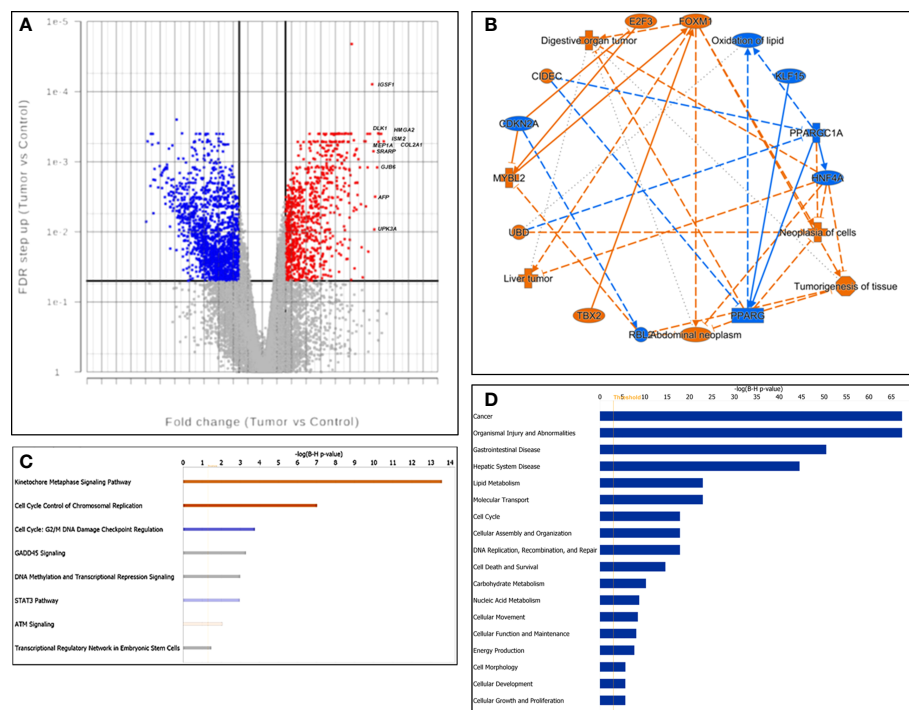 A
1e-5
1e-4
1e-3
1e-2
1e-1
1
FDR step up (Tumor vs Control)
IGSF1
DLK1
HMGA2
ISM2
MEP1A
COL2A1
SRARP
GJD6
AFP
UPK3A
Fold change (Tumor vs Control)
B
E2F3
FOXM1
Digestive organ tumor
Oxidation of lipid
CIDEC
KLF15
CDKN2A
PPARGC1A
MYBL2
HNF4A
UBD
Neoplasia of cells
Liver tumor
Tumorigenesis of tissue
TBX2
PPARG
Abdominal neoplasm
C
-log(B-H p-value)
0 1 2 3 4 5 6 7 8 9 10 11 12 13 14
Kinetochore Metaphase Signaling Pathway
Cell Cycle Control of Chromosomal Replication
Cell Cycle: G2/M DNA Damage Checkpoint Regulation
GADD45 Signaling
DNA Methylation and Transcriptional Repression Signaling
STAT3 Pathway
ATM Signaling
Transcriptional Regulatory Network in Embryonic Stem Cells
D
-log(B-H p-value)
Threshold
0 5 10 15 20 25 30 35 40 45 50 55 60 65
Cancer
Organismal Injury and Abnormalities
Gastrointestinal Disease
Hepatic System Disease
Lipid Metabolism
Molecular Transport
Cell Cycle
Cellular Assembly and Organization
DNA Replication, Recombination, and Repair
Cell Death and Survival
Carbohydrate Metabolism
Nucleic Acid Metabolism
Cellular Movement
Cellular Function and Maintenance
Energy Production
Cell Morphology
Cellular Development
Cellular Growth and Proliferation